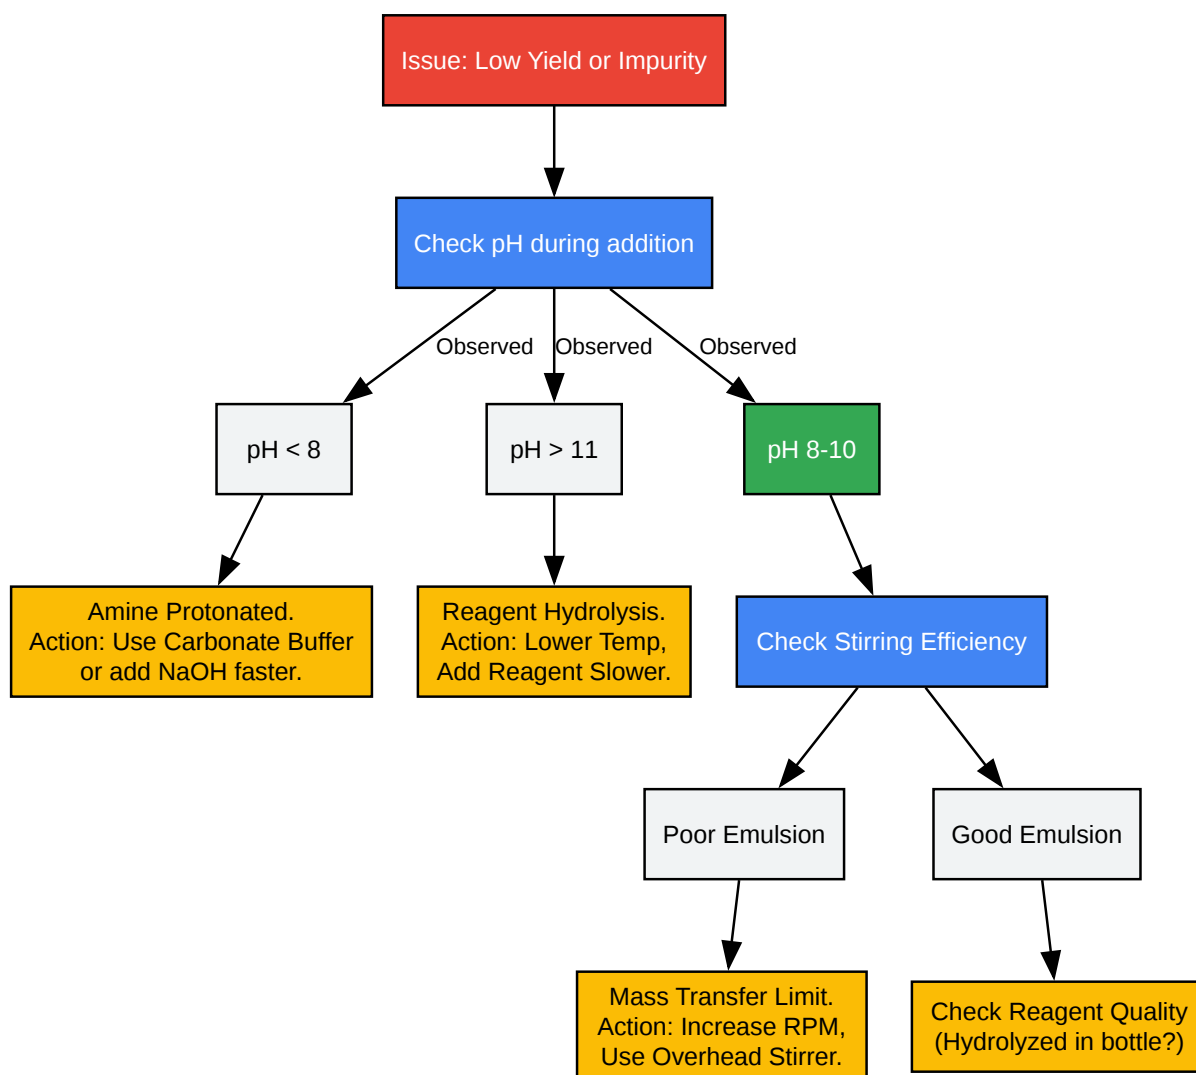 Issue: Low Yield or Impurity
Check pH during addition
Observed
Observed
Observed
pH < 8
pH > 11
pH 8-10
Amine Protonated.
Action: Use Carbonate Buffer
or add NaOH faster.
Reagent Hydrolysis.
Action: Lower Temp,
Add Reagent Slower.
Check Stirring Efficiency
Poor Emulsion
Good Emulsion
Mass Transfer Limit.
Action: Increase RPM,
Use Overhead Stirrer.
Check Reagent Quality
(Hydrolyzed in bottle?)